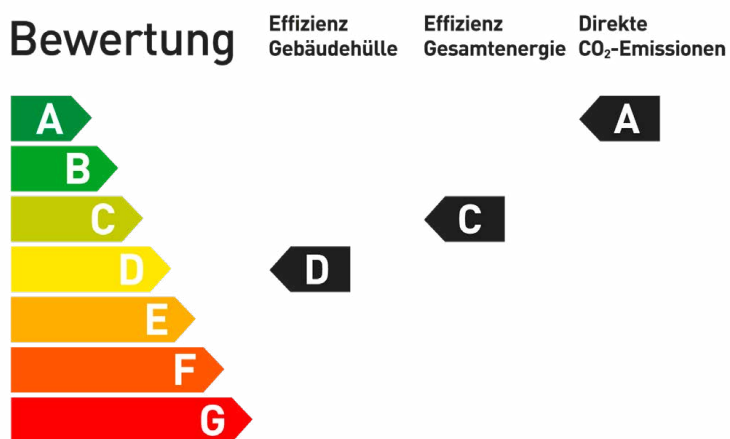 Bewertung
Effizienz
Gebäudehülle
Effizienz
Gesamtenergie
Direkte
CO₂-Emissionen
A
A
B
C
C
D
D
E
F
G